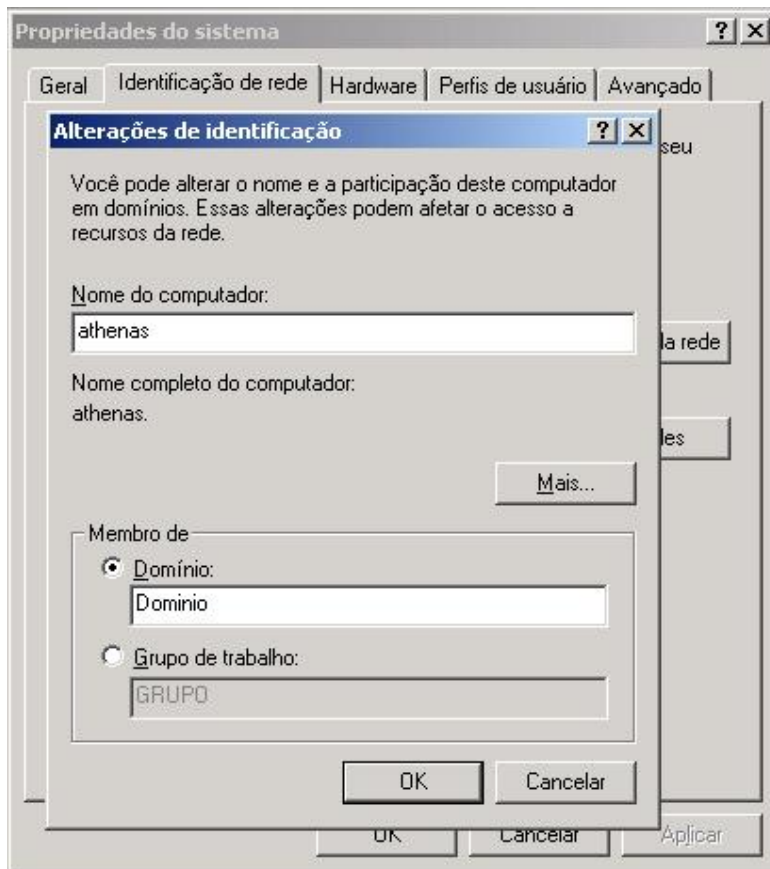 Propriedades do sistema
Geral
Identificação de rede
Hardware
Perfis de usuário
Avançado
Alterações de identificação
seu
Você pode alterar o nome e a participação deste computador
em domínios. Essas alterações podem afetar o acesso a
recursos da rede.
Nome do computador:
athenas
la rede
Nome completo do computador:
athenas.
des
Mais...
Membro de
Domínio:
Dominio
Grupo de trabalho:
GRUPO
OK
Cancelar
OK
Cancelar
Aplicar